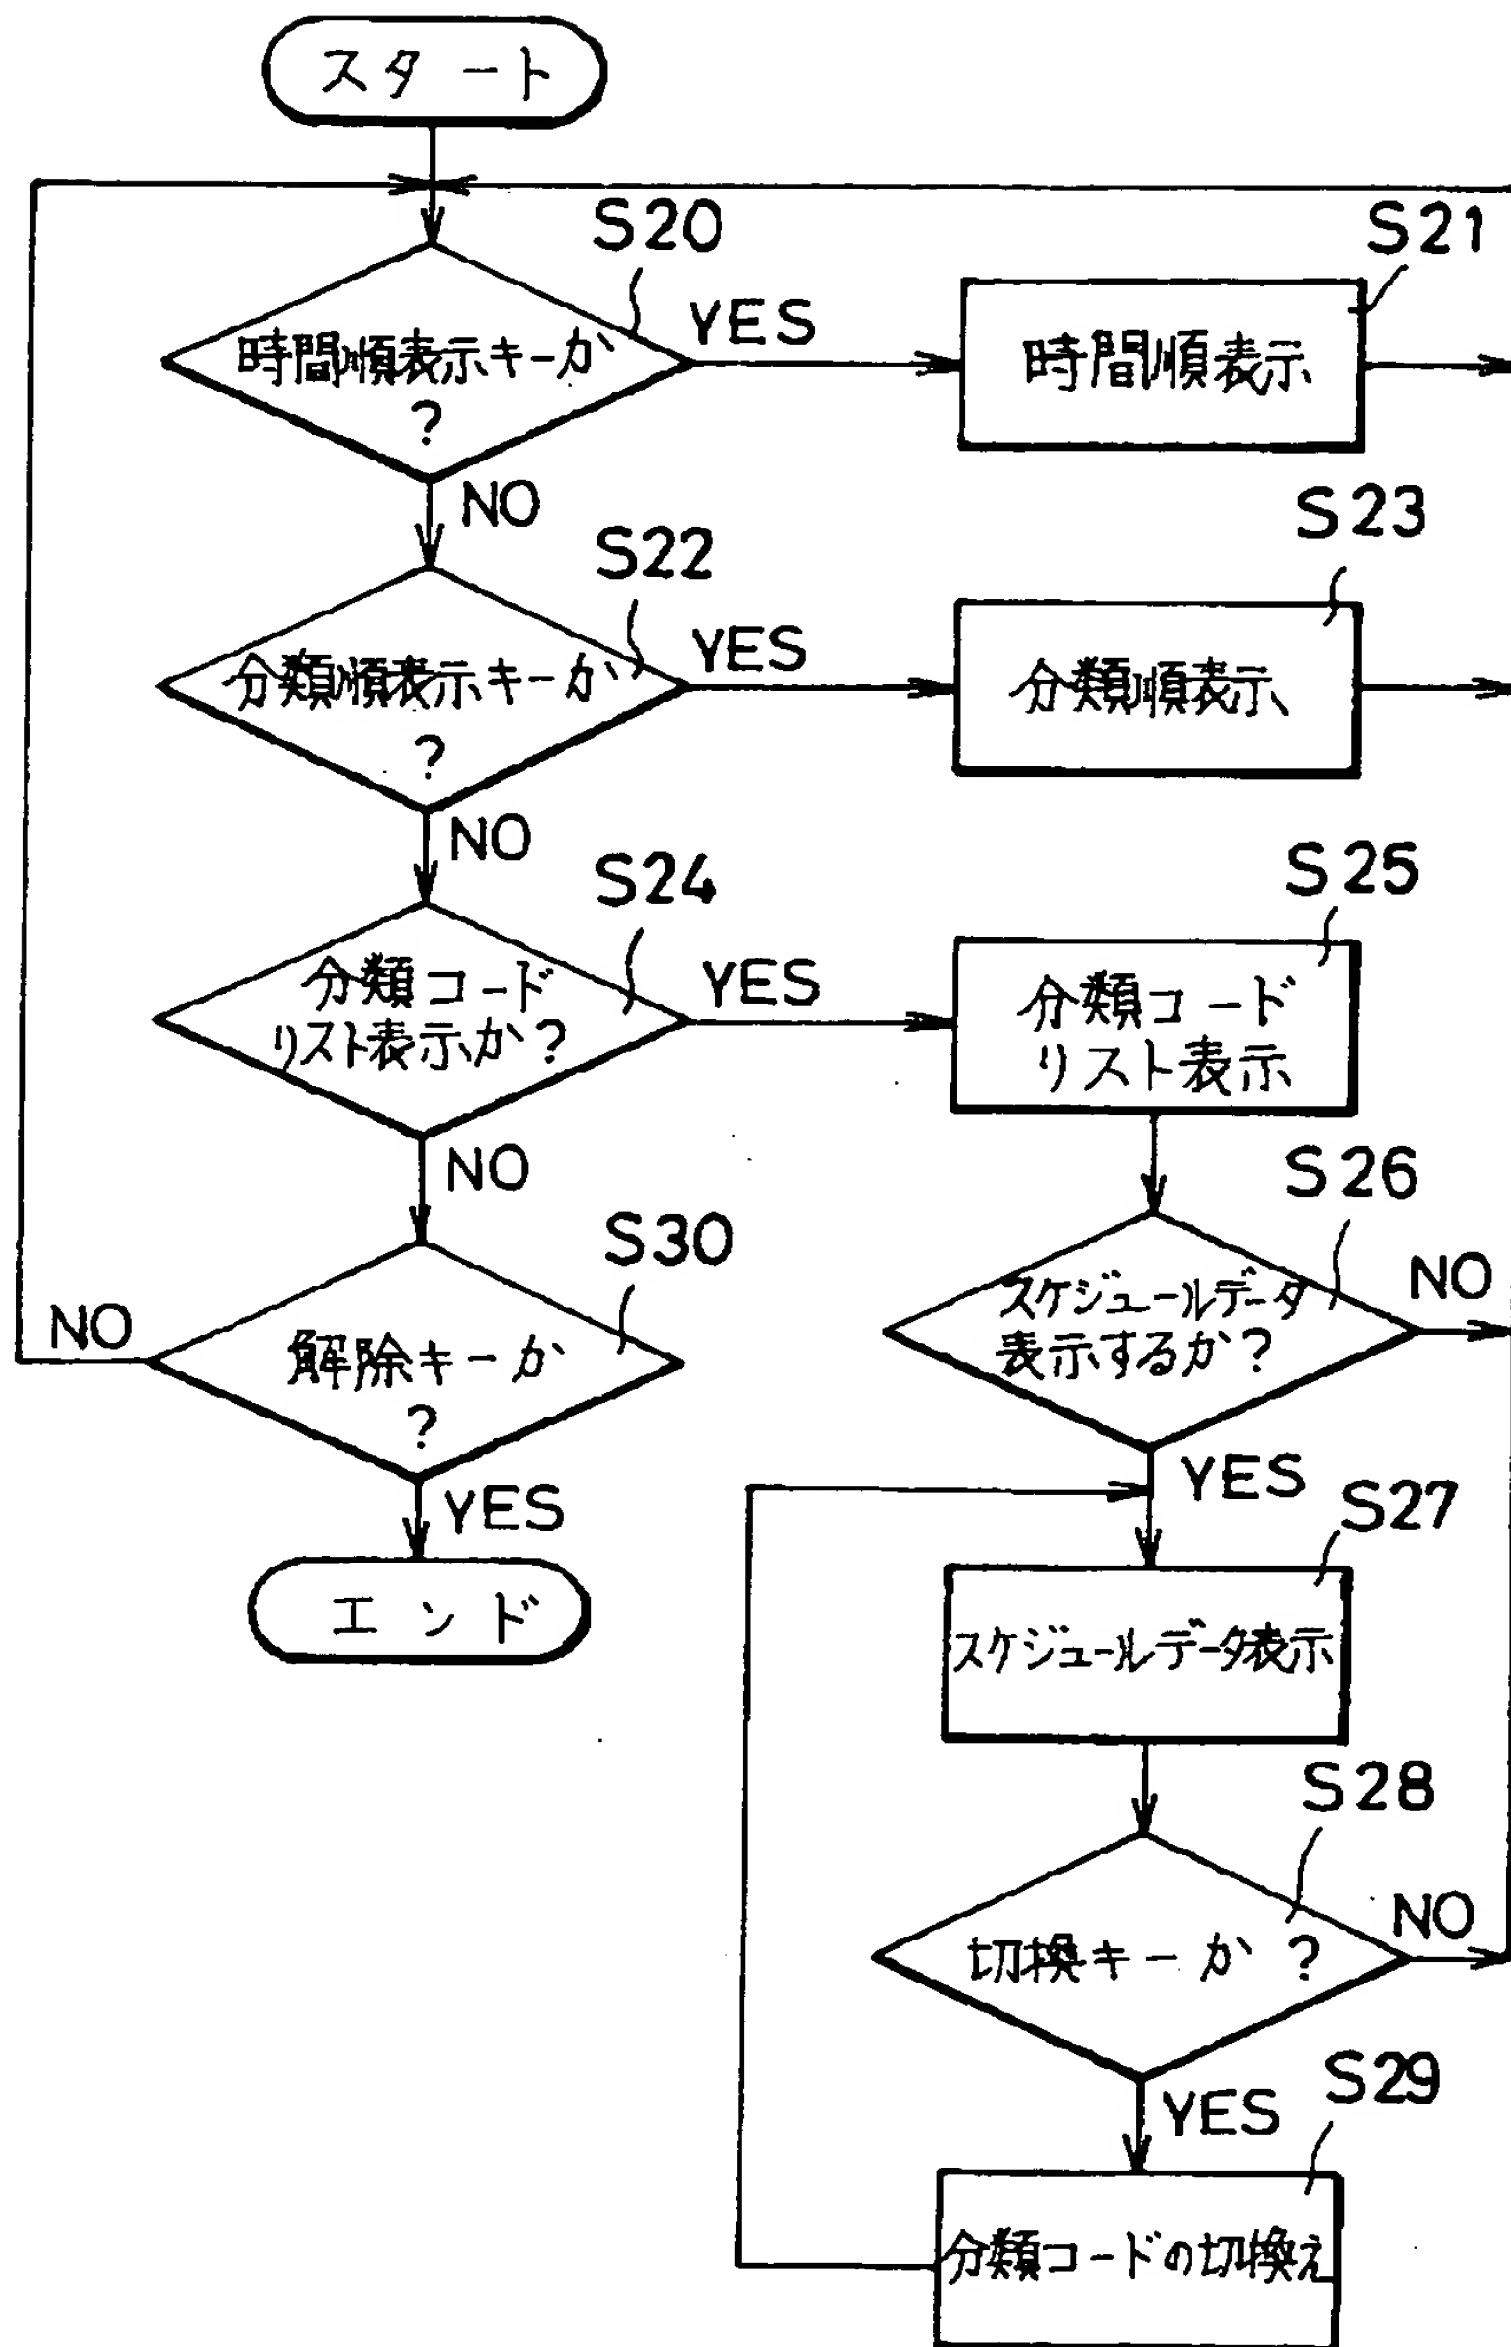 スタート
S20
S21
時間順表示キーか
?
YES
時間順表示
NO
S22
S23
分類順表示キーか
?
YES
分類順表示
NO
S24
S25
分類コード
リスト表示か?
YES
分類コード
リスト表示
NO
S26
スケジュールデータ
表示するか?
NO
S30
解除キーか
?
NO
YES
YES
エンド
S27
スケジュールデータ表示
S28
切換キーか?
NO
YES
S29
分類コードの切換え